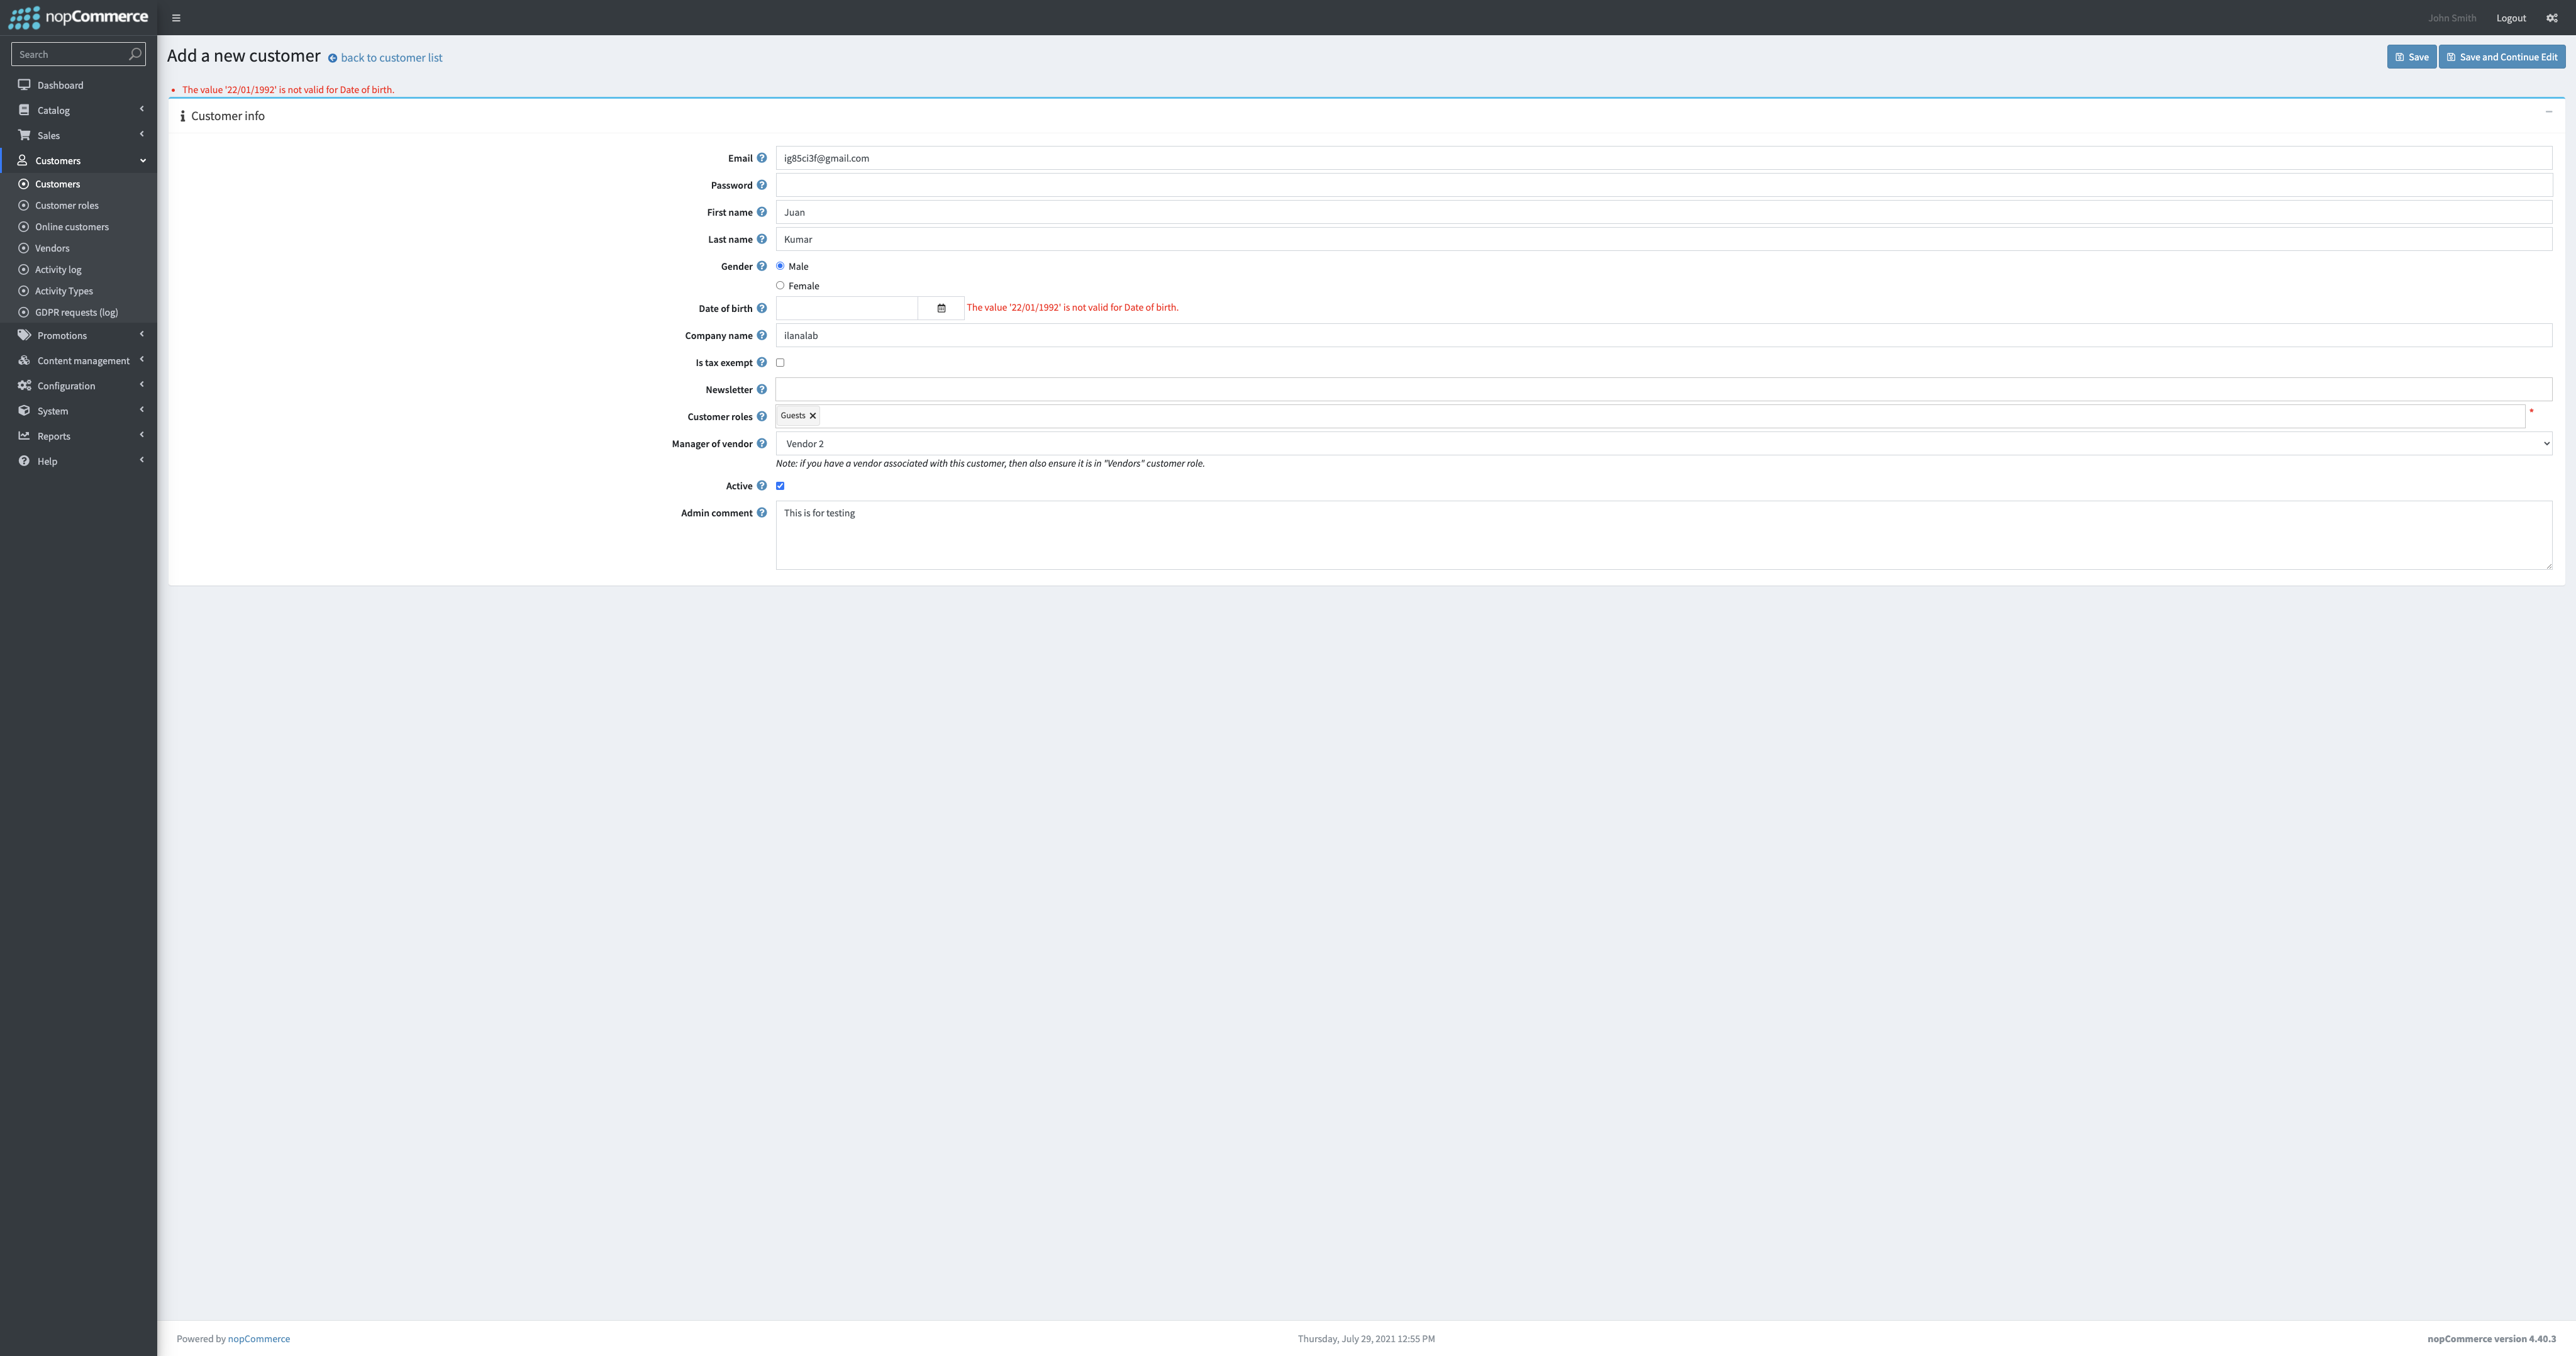 nopCommerce
John Smith
Logout
Search
Dashboard
Catalog
Sales
Customers
Customers
Customer roles
Online customers
Vendors
Activity log
Activity Types
GDPR requests (log)
Promotions
Content management
Configuration
System
Reports
Help
Add a new customer back to customer list
Save
Save and Continue Edit
The value '22/01/1992' is not valid for Date of birth.
Customer info
Email ig85ci3f@gmail.com
Password
First name Juan
Last name Kumar
Gender Male
Female
Date of birth The value '22/01/1992' is not valid for Date of birth.
Company name ilanalab
Is tax exempt
Newsletter
Customer roles Guests *
Manager of vendor Vendor 2
Note: if you have a vendor associated with this customer, then also ensure it is in "Vendors" customer role.
Active
Admin comment This is for testing
Powered by nopCommerce
Thursday, July 29, 2021 12:55 PM
nopCommerce version 4.40.3